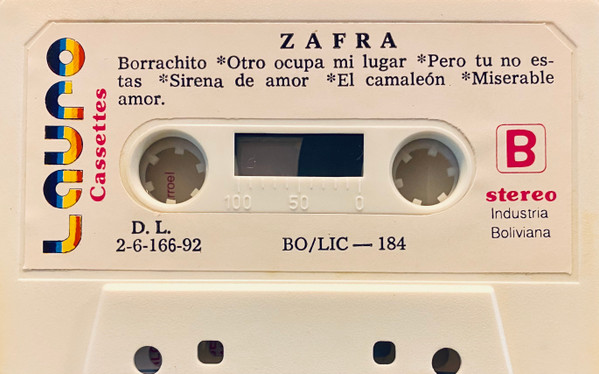 ZAFRA
Borrachito *Otro ocupa mi lugar *Pero tu no es-
tas *Sirena de amor *El camaleón *Miserable
amor.
Lauro
Cassettes
B
stereo
Industria
Boliviana
100 50 0
D. L.
2-6-166-92
BO/LIC — 184